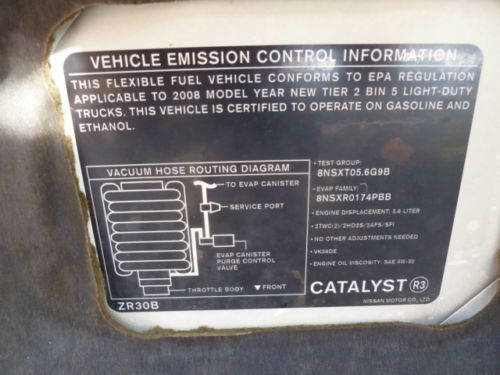 VEHICLE EMISSION CONTROL INFORMATION
THIS FLEXIBLE FUEL VEHICLE CONFORMS TO EPA REGULATION
APPLICABLE TO 2008 MODEL YEAR NEW TIER 2 BIN 5 LIGHT-DUTY
TRUCKS. THIS VEHICLE IS CERTIFIED TO OPERATE ON GASOLINE AND
ETHANOL.
VACUUM HOSE ROUTING DIAGRAM
TO EVAP CANISTER
SERVICE PORT
EVAP CANISTER
PURGE CONTROL
VALVE
THROTTLE BODY
▼ FRONT
ZR30B
• TEST GROUP:
8NSXT05.6G9B
• EVAP FAMILY:
8NSXR0174PBB
• ENGINE DISPLACEMENT: 5.6 LITER
• 2TWC(2)/2HO2S/2AFS/SFI
• NO OTHER ADJUSTMENTS NEEDED
• VK56DE
• ENGINE OIL VISCOSITY: SAE 5W-30
CATALYST R3
NISSAN MOTOR CO., LTD.